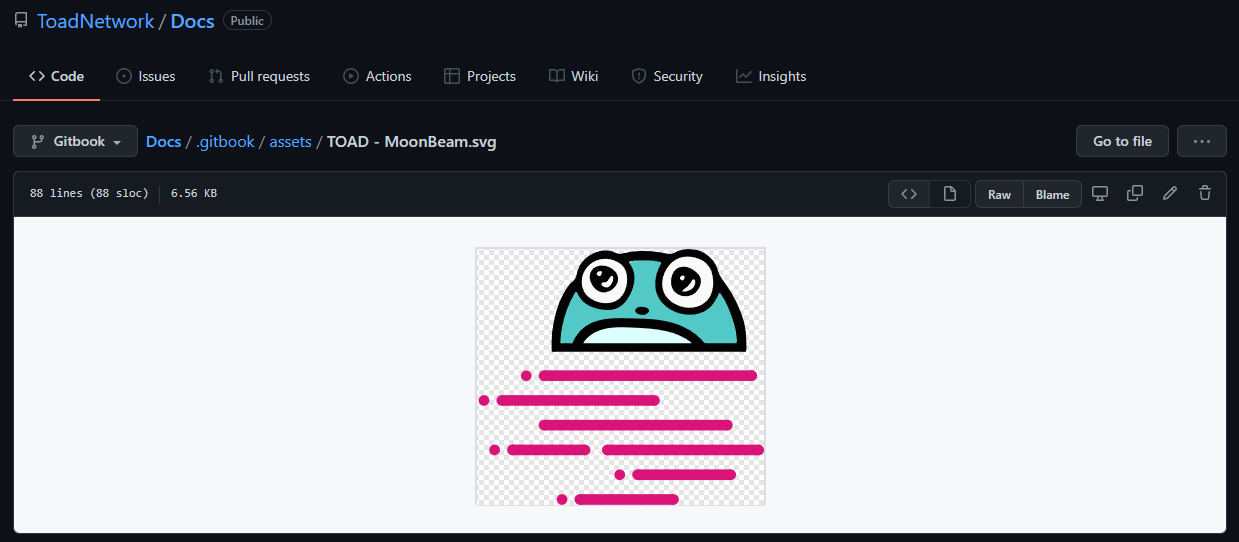 ToadNetwork / Docs Public
Code Issues Pull requests Actions Projects Wiki Security Insights
Gitbook Docs / .gitbook / assets / TOAD - MoonBeam.svg Go to file ...
88 lines (88 sloc) 6.56 KB Raw Blame